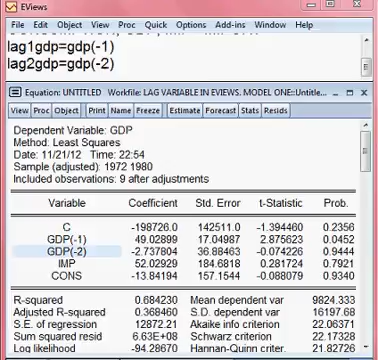 EViews
File Edit Object View Proc Quick Options Add-ins Window Help
lag1gdp=gdp(-1)
lag2gdp=gdp(-2)
Equation: UNTITLED Workfile: LAG VARIABLE IN EVIEWS. MODEL ONE::Untitle...
View Proc Object Print Name Freeze Estimate Forecast Stats Resids
Dependent Variable: GDP
Method: Least Squares
Date: 11/21/12 Time: 22:54
Sample (adjusted): 1972 1980
Included observations: 9 after adjustments
Variable Coefficient Std. Error t-Statistic Prob.
C -198726.0 142511.0 -1.394460 0.2356
GDP(-1) 49.02899 17.04987 2.875623 0.0452
GDP(-2) -2.737804 36.88463 -0.074226 0.9444
IMP 52.02929 184.6818 0.281724 0.7921
CONS -13.84194 157.1544 -0.088079 0.9340
R-squared 0.684230 Mean dependent var 9824.333
Adjusted R-squared 0.368460 S.D. dependent var 16197.68
S.E. of regression 12872.21 Akaike info criterion 22.06371
Sum squared resid 6.63E+08 Schwarz criterion 22.17328
Log likelihood -94.28670 Hannan-Quinn criter. 21.82726